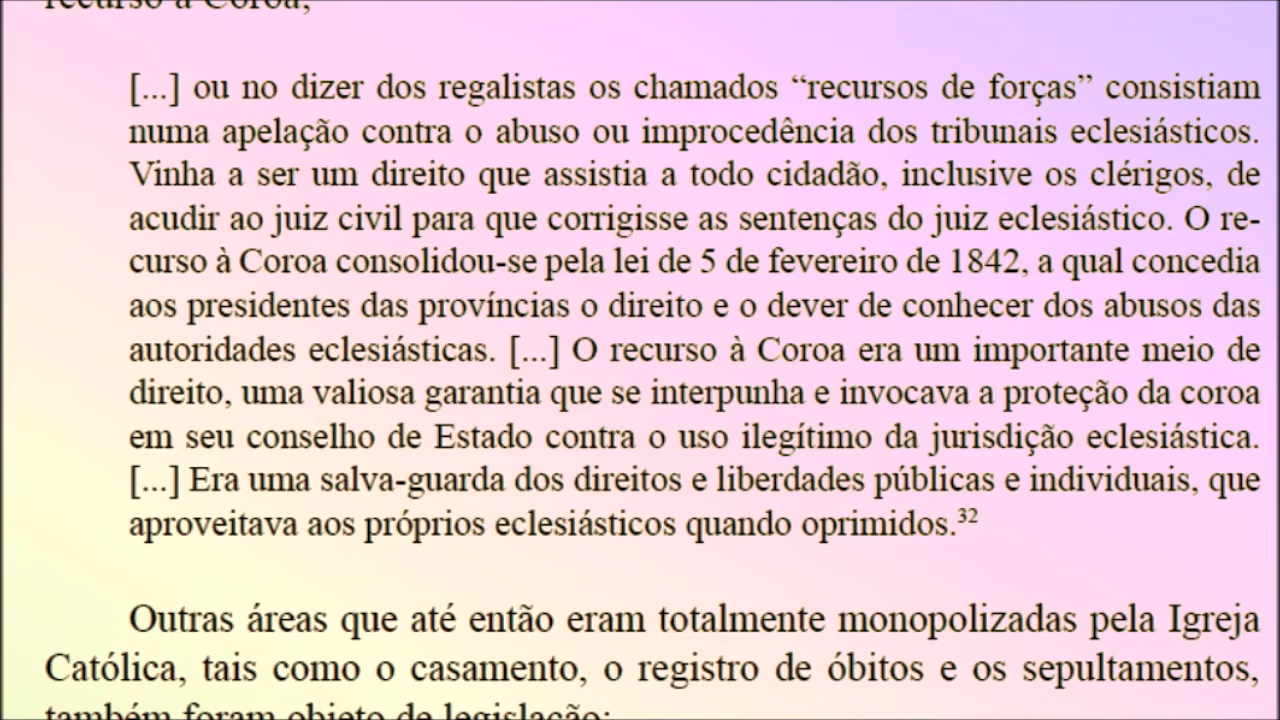 recurso à Coroa,
[...] ou no dizer dos regalistas os chamados “recursos de forças” consistiam
numa apelação contra o abuso ou improcedência dos tribunais eclesiásticos.
Vinha a ser um direito que assistia a todo cidadão, inclusive os clérigos, de
acudir ao juiz civil para que corrigisse as sentenças do juiz eclesiástico. O re-
curso à Coroa consolidou-se pela lei de 5 de fevereiro de 1842, a qual concedia
aos presidentes das províncias o direito e o dever de conhecer dos abusos das
autoridades eclesiásticas. [...] O recurso à Coroa era um importante meio de
direito, uma valiosa garantia que se interpunha e invocava a proteção da coroa
em seu conselho de Estado contra o uso ilegítimo da jurisdição eclesiástica.
[...] Era uma salva-guarda dos direitos e liberdades públicas e individuais, que
aproveitava aos próprios eclesiásticos quando oprimidos.³²
Outras áreas que até então eram totalmente monopolizadas pela Igreja
Católica, tais como o casamento, o registro de óbitos e os sepultamentos,
também foram objeto de legislação: